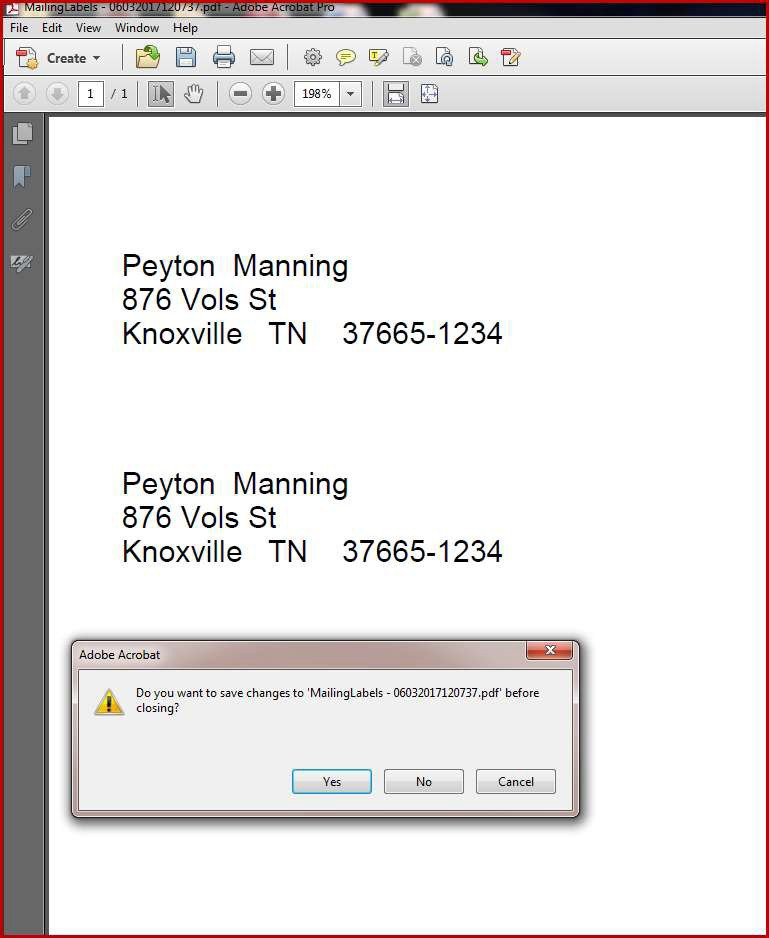 MailingLabels - 06032017120737.pdf - Adobe Acrobat Pro
File Edit View Window Help
Create
1 / 1 198%
Peyton Manning
876 Vols St
Knoxville TN 37665-1234
Peyton Manning
876 Vols St
Knoxville TN 37665-1234
Adobe Acrobat
Do you want to save changes to 'MailingLabels - 06032017120737.pdf' before
closing?
Yes No Cancel